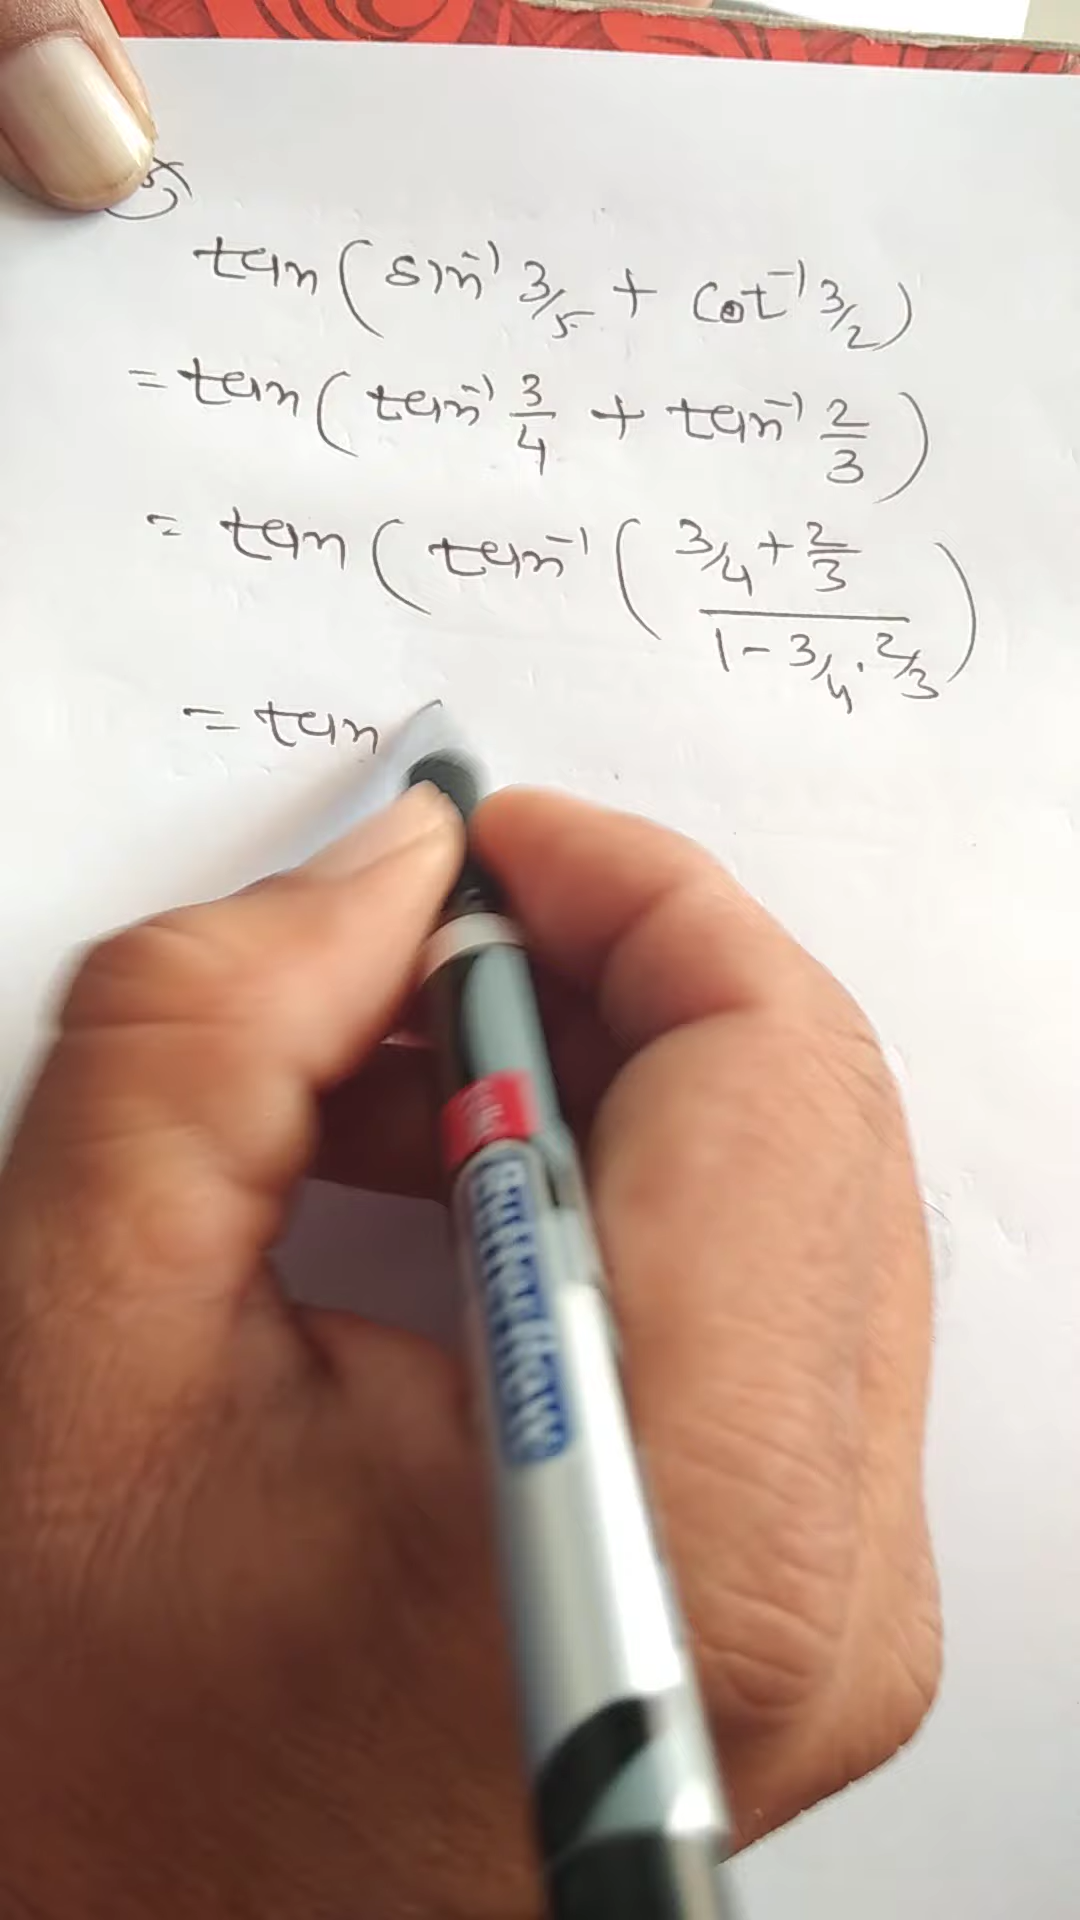 5
tan(sin⁻¹ 3/5 + cot⁻¹ 3/2)
= tan(tan⁻¹ 3/4 + tan⁻¹ 2/3)
= tan(tan⁻¹((3/4 + 2/3)/(1 - 3/4 · 2/3))
= tan (